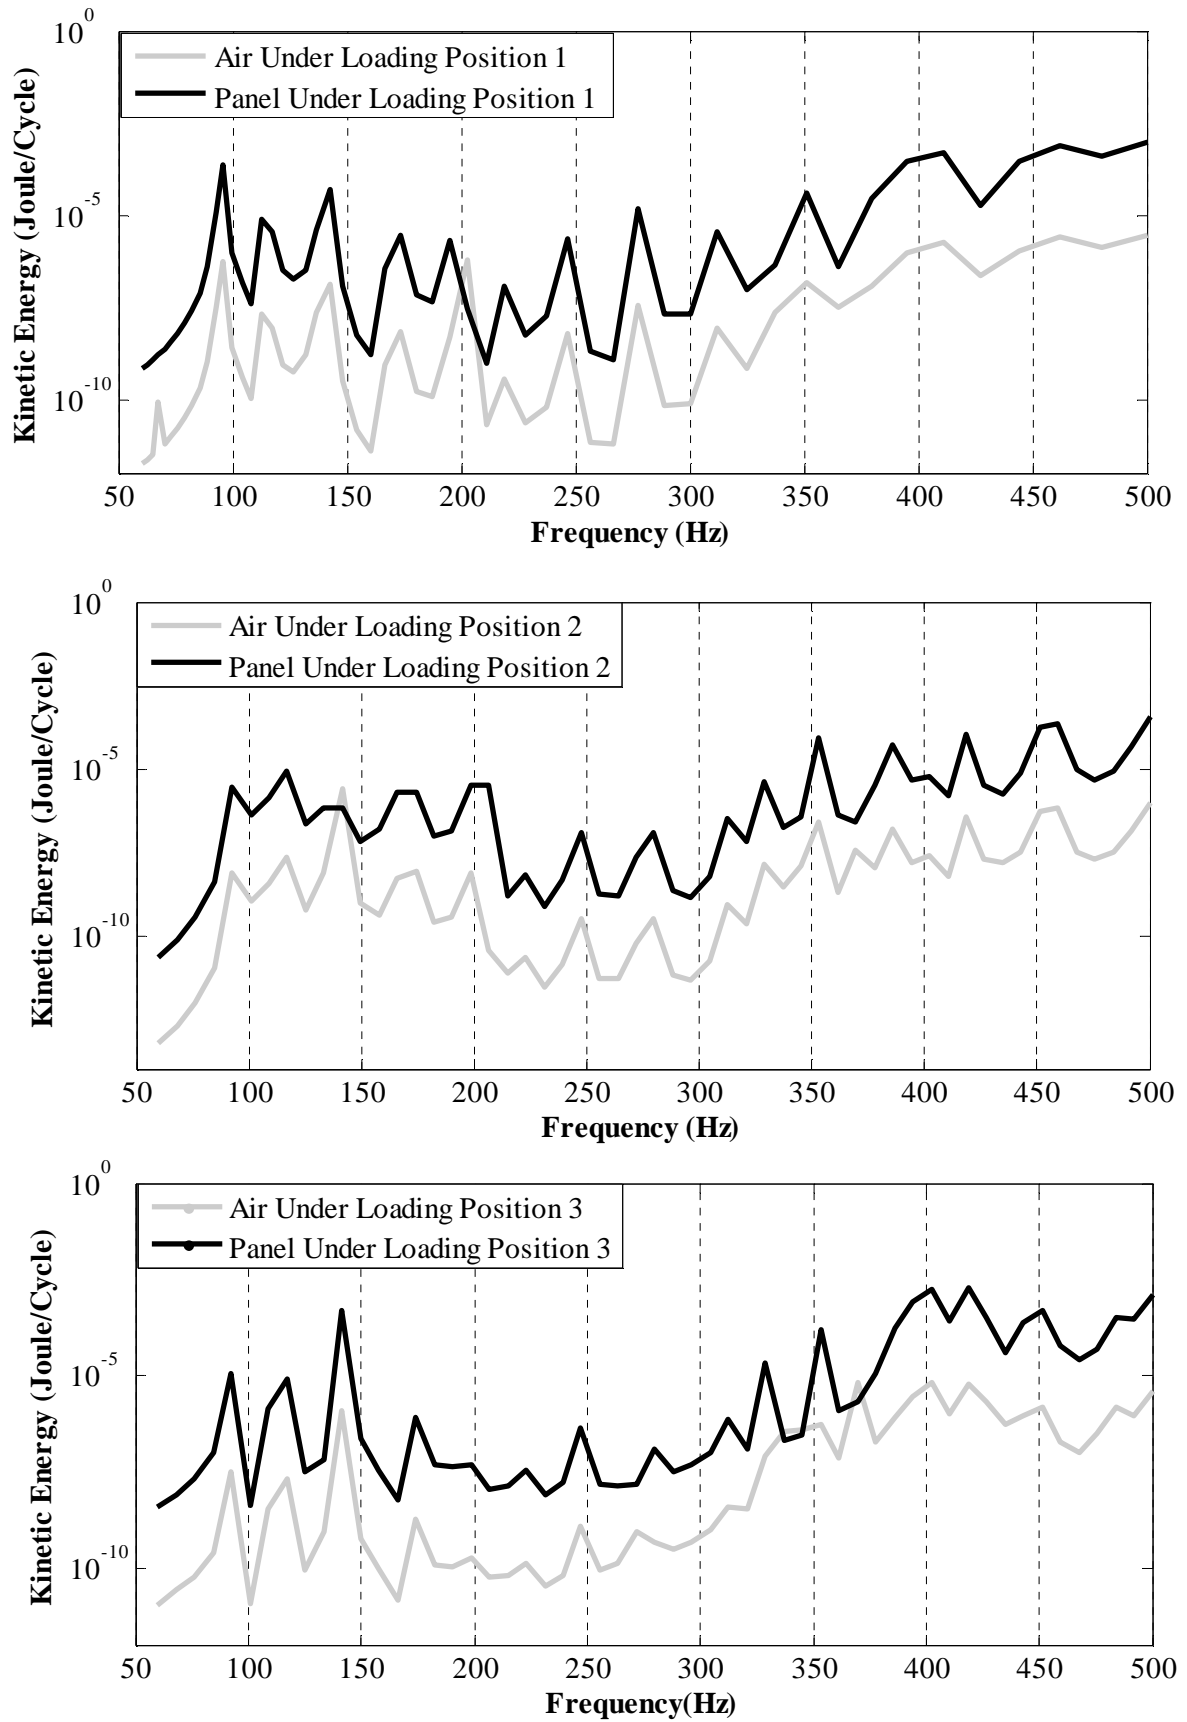 10^0
Air Under Loading Position 1
Panel Under Loading Position 1
10^-5
10^-10
Kinetic Energy (Joule/Cycle)
50 100 150 200 250 300 350 400 450 500
Frequency (Hz)
10^0
Air Under Loading Position 2
Panel Under Loading Position 2
10^-5
10^-10
Kinetic Energy (Joule/Cycle)
50 100 150 200 250 300 350 400 450 500
Frequency (Hz)
10^0
Air Under Loading Position 3
Panel Under Loading Position 3
10^-5
10^-10
Kinetic Energy (Joule/Cycle)
50 100 150 200 250 300 350 400 450 500
Frequency(Hz)